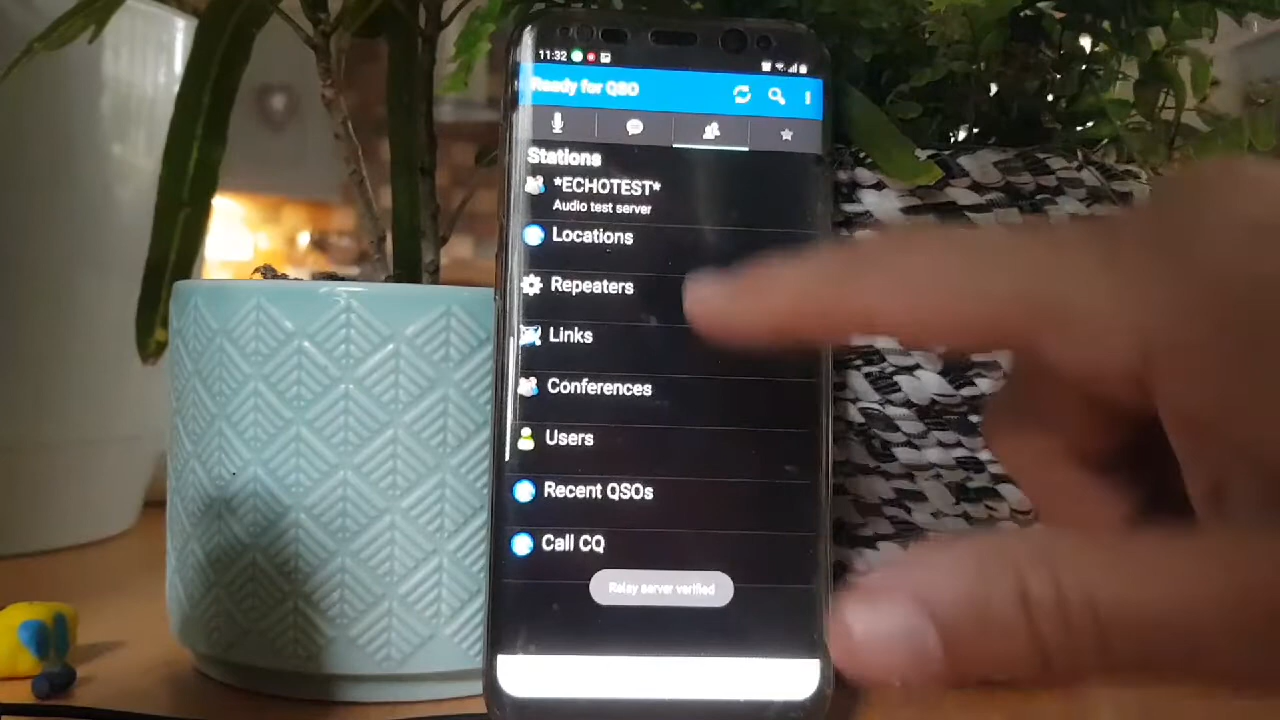 11:32
Ready for QSO
Stations
*ECHOTEST*
Audio test server
Locations
Repeaters
Links
Conferences
Users
Recent QSOs
Call CQ
Relay server verified